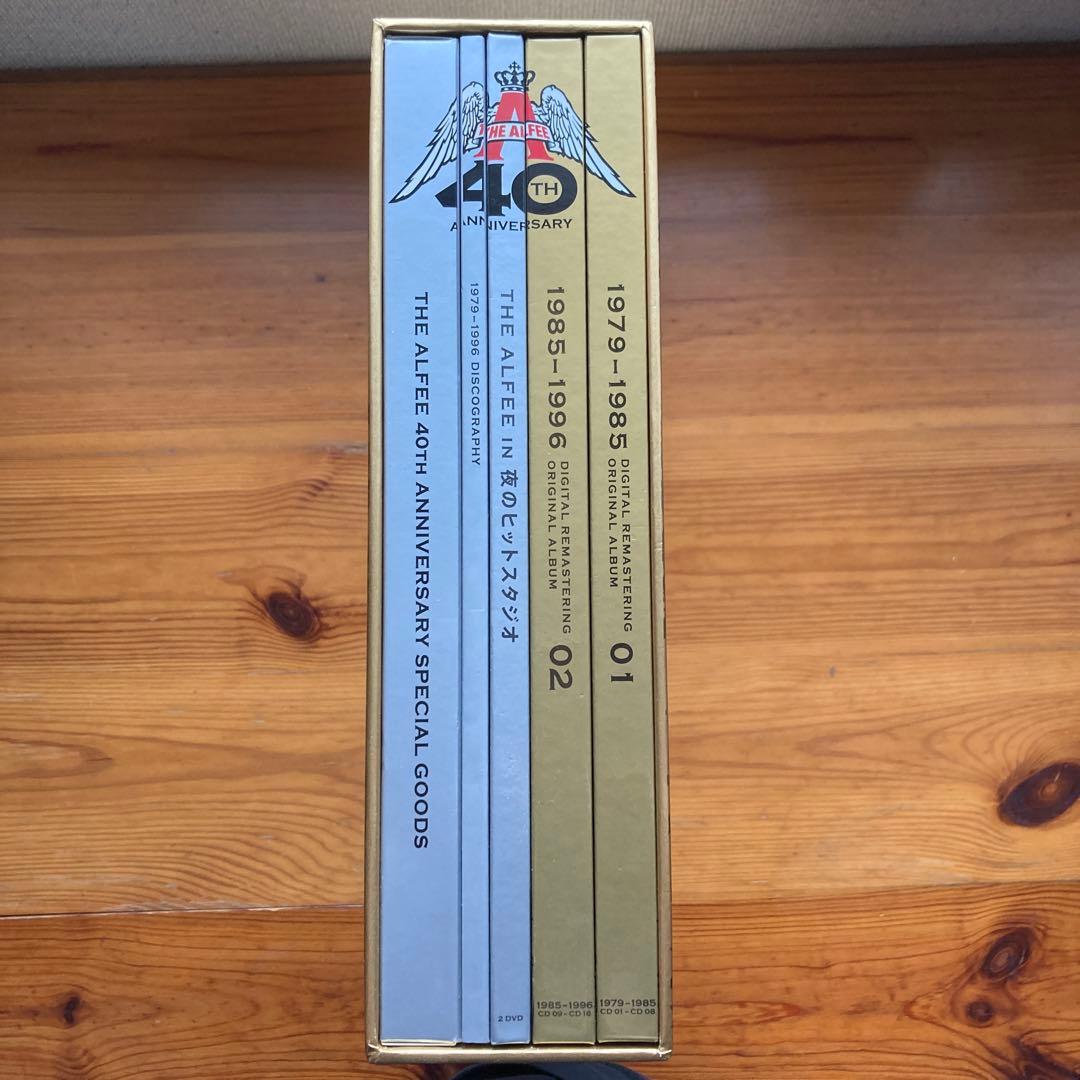 THE ALFEE
A
40TH
ANNIVERSARY
THE ALFEE 40TH ANNIVERSARY SPECIAL GOODS
1979-1996 DISCOGRAPHY
THE ALFEE IN 夜のヒットスタジオ
2 DVD
1985-1996
DIGITAL REMASTERING
ORIGINAL ALBUM
02
1985-1996
CD 09-CD 16
1979-1985
DIGITAL REMASTERING
ORIGINAL ALBUM
01
1979-1985
CD 01-CD 08